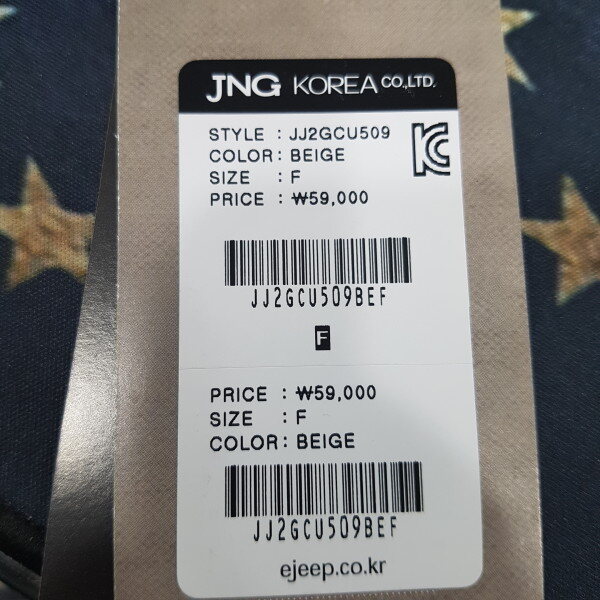 JNG KOREA CO.,LTD.
STYLE : JJ2GCU509
COLOR : BEIGE
SIZE : F
PRICE : ₩59,000
KC
JJ2GCU509BEF
F
PRICE : ₩59,000
SIZE : F
COLOR : BEIGE
JJ2GCU509BEF
ejeep.co.kr